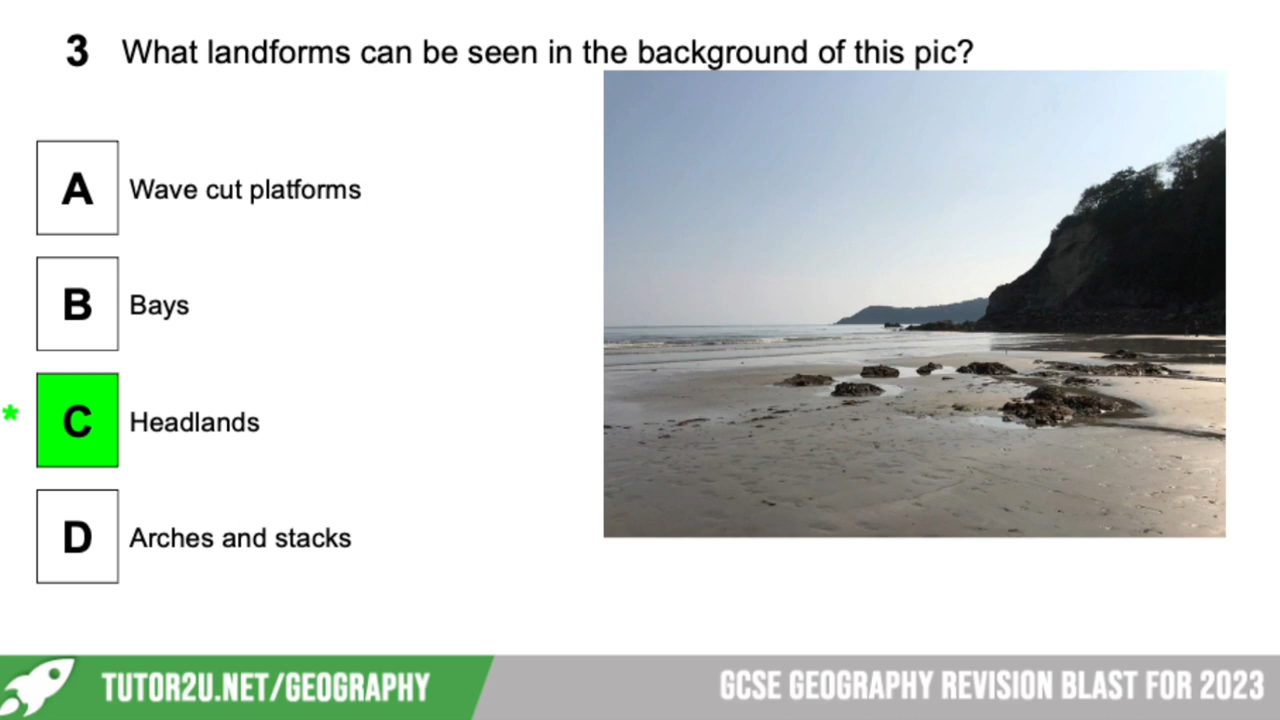 3 What landforms can be seen in the background of this pic?
A Wave cut platforms
B Bays
* C Headlands
D Arches and stacks
TUTOR2U.NET/GEOGRAPHY
GCSE GEOGRAPHY REVISION BLAST FOR 2023